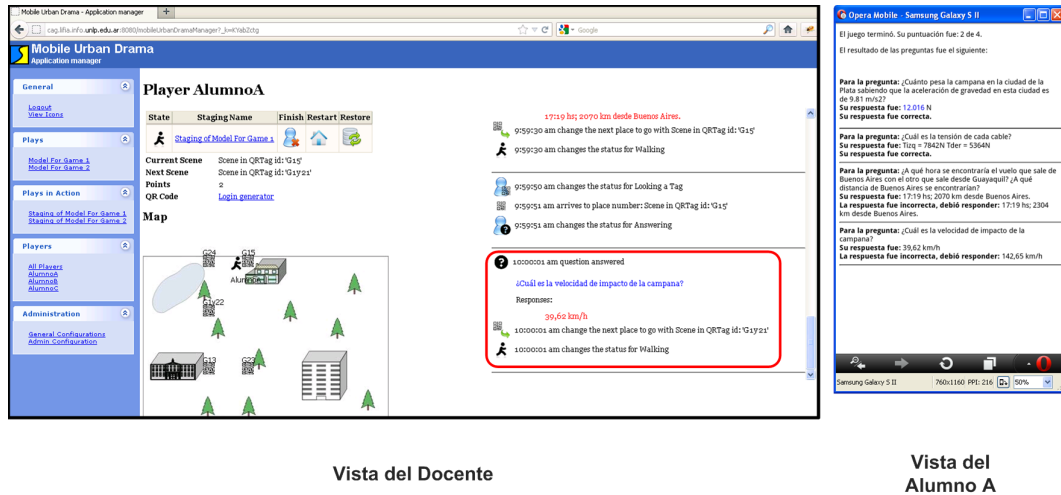 Mobile Urban Drama - Application manager
+
cag.lifia.info.unlp.edu.ar:8080/mobileUrbanDramaManager?_k=KYabZctg
Google
Mobile Urban Drama
Application manager
General
Logout
View Icons
Plays
Model For Game 1
Model For Game 2
Plays in Action
Staging of Model For Game 1
Staging of Model For Game 2
Players
All Players
AlumnoA
AlumnoB
AlumnoC
Administration
General Configurations
Admin Configuration
Player AlumnoA
State Staging Name Finish Restart Restore
Staging of Model For Game 1
Current Scene Scene in QRTag id: 'G15'
Next Scene Scene in QRTag id: 'G1y21'
Points 2
QR Code Login generator
Map
G24 G15
AlumnoA
G1y22
G13 G23
17:19 hs; 2070 km desde Buenos Aires.
9:59:30 am change the next place to go with Scene in QRTag id: 'G15'
9:59:30 am changes the status for Walking
9:59:50 am changes the status for Looking a Tag
9:59:51 am arrives to place number: Scene in QRTag id: 'G15'
9:59:51 am changes the status for Answering
10:00:01 am question answered
¿Cuál es la velocidad de impacto de la campana?
Responses:
39,62 km/h
10:00:01 am change the next place to go with Scene in QRTag id: 'G1y21'
10:00:01 am changes the status for Walking
Opera Mobile - Samsung Galaxy S II
El juego terminó. Su puntuación fue: 2 de 4.
El resultado de las preguntas fue el siguiente:
Para la pregunta: ¿Cuánto pesa la campana en la ciudad de la
Plata sabiendo que la aceleración de gravedad en esta ciudad es
de 9.81 m/s2?
Su respuesta fue: 12.016 N
Su respuesta fue correcta.
Para la pregunta: ¿Cuál es la tensión de cada cable?
Su respuesta fue: Tizq = 7842N Tder = 5364N
Su respuesta fue correcta.
Para la pregunta: ¿A qué hora se encontraría el vuelo que sale de
Buenos Aires con el otro que sale desde Guayaquil? ¿A qué
distancia de Buenos Aires se encontrarían?
Su respuesta fue: 17:19 hs; 2070 km desde Buenos Aires.
La respuesta fue incorrecta, debió responder: 17:19 hs; 2304
km desde Buenos Aires.
Para la pregunta: ¿Cuál es la velocidad de impacto de la
campana?
Su respuesta fue: 39,62 km/h
La respuesta fue incorrecta, debió responder: 142,65 km/h
Samsung Galaxy S II 760x1160 PPI: 216 50%
Vista del Docente
Vista del
Alumno A